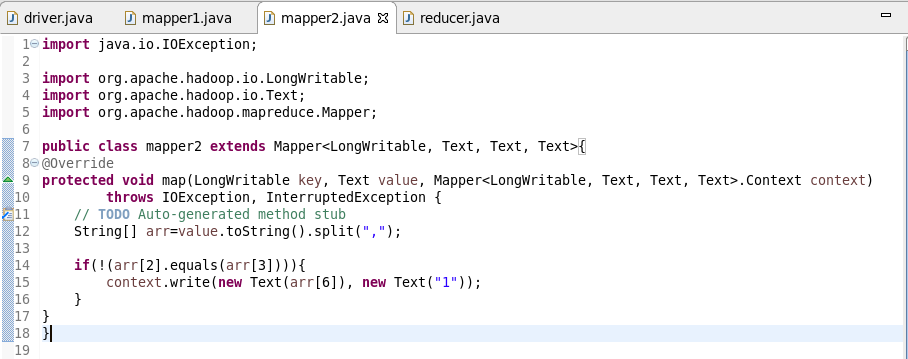 driver.java mapper1.java mapper2.java reducer.java
1 import java.io.IOException;
2
3 import org.apache.hadoop.io.LongWritable;
4 import org.apache.hadoop.io.Text;
5 import org.apache.hadoop.mapreduce.Mapper;
6
7 public class mapper2 extends Mapper<LongWritable, Text, Text, Text>{
8 @Override
9 protected void map(LongWritable key, Text value, Mapper<LongWritable, Text, Text, Text>.Context context)
10         throws IOException, InterruptedException {
11     // TODO Auto-generated method stub
12     String[] arr=value.toString().split(",");
13
14     if(!(arr[2].equals(arr[3]))){
15         context.write(new Text(arr[6]), new Text("1"));
16     }
17 }
18 }
19